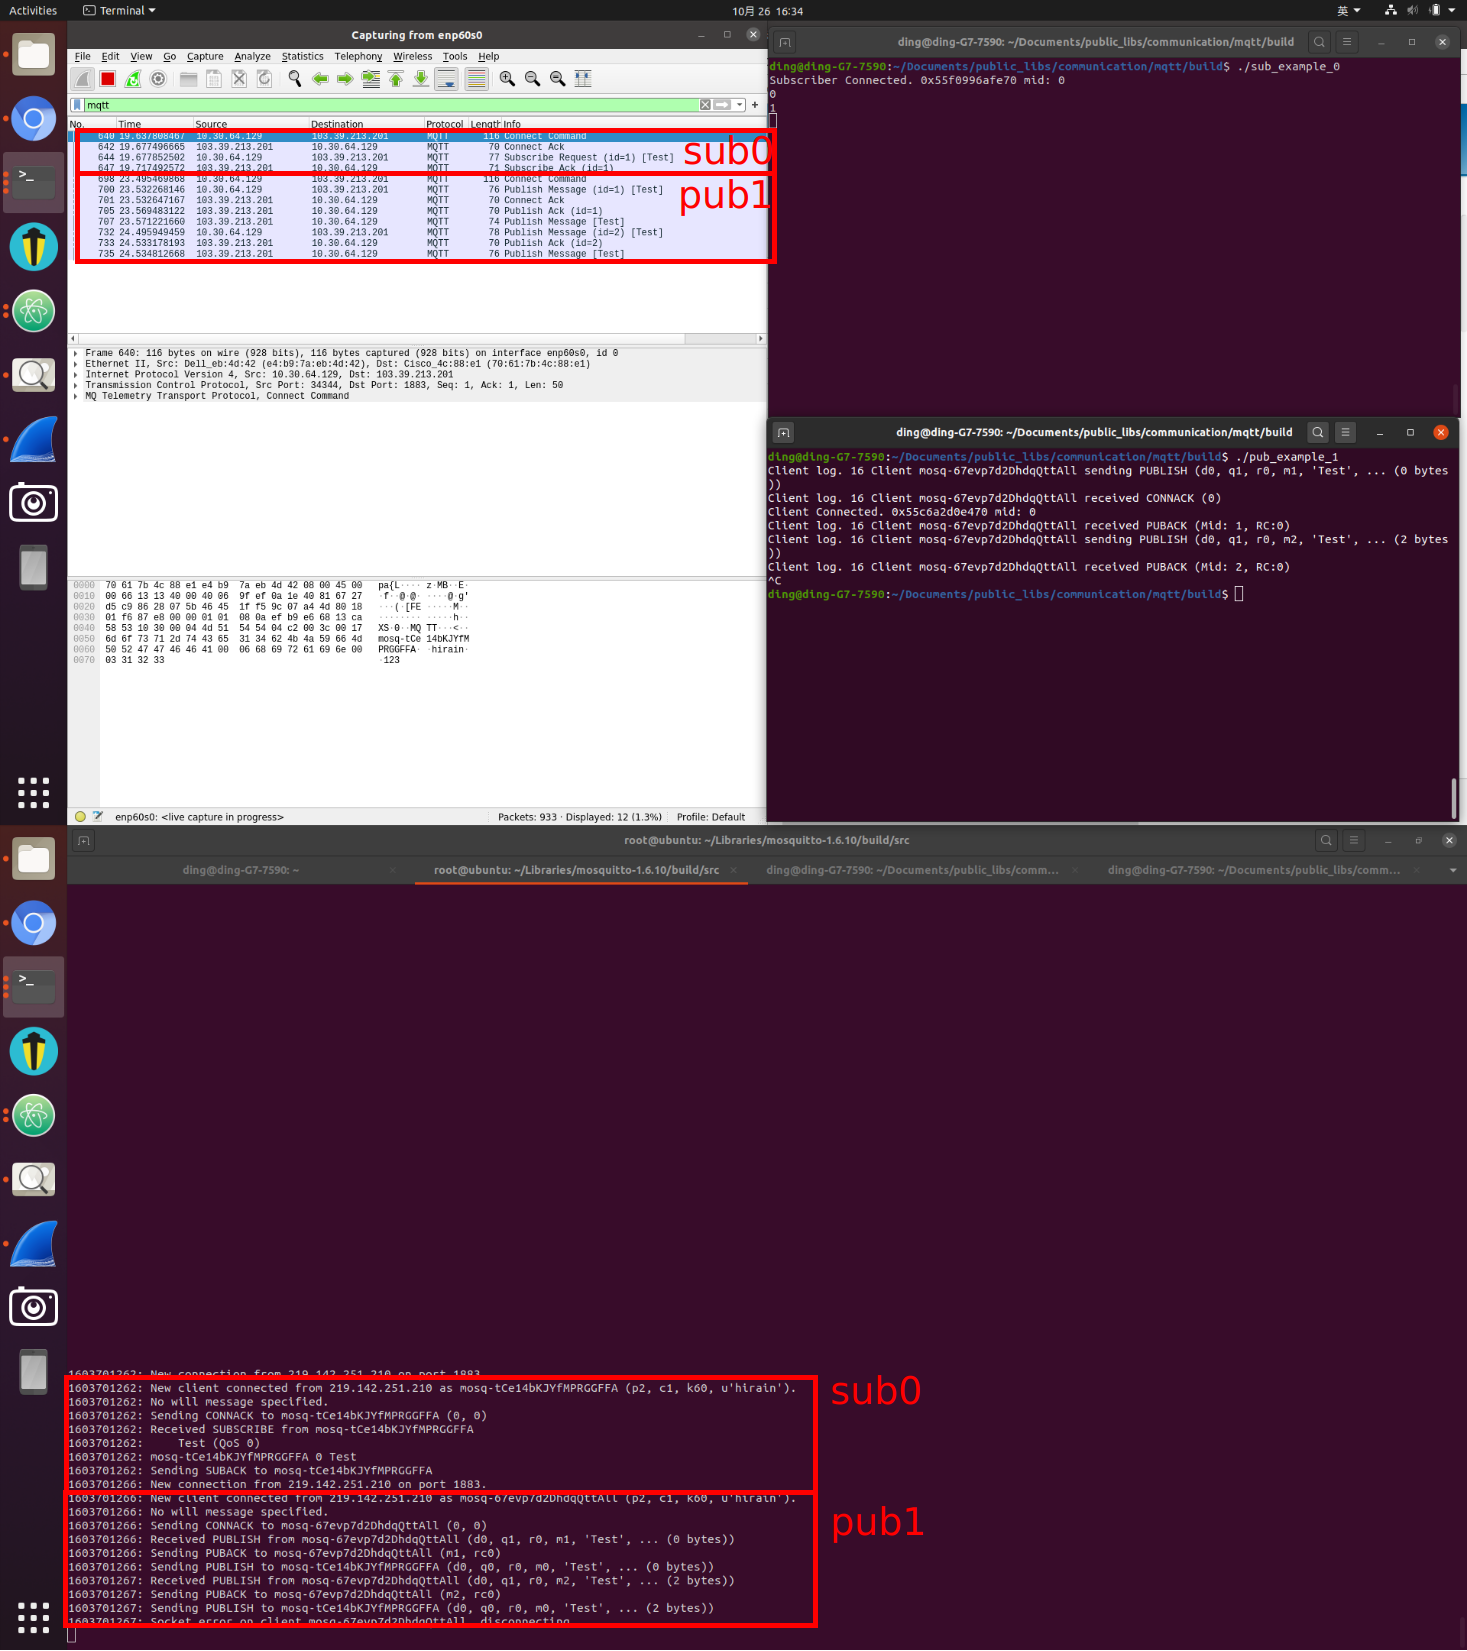 Activities
Terminal
10月 26 16:34
英
Capturing from enp60s0
File Edit View Go Capture Analyze Statistics Telephony Wireless Tools Help
mqtt
No. Time Source Destination Protocol Length Info
640 19.637808467 10.30.64.129 103.39.213.201 MQTT 116 Connect Command
642 19.677496665 103.39.213.201 10.30.64.129 MQTT 70 Connect Ack
644 19.677852502 10.30.64.129 103.39.213.201 MQTT 77 Subscribe Request (id=1) [Test]
647 19.717492572 103.39.213.201 10.30.64.129 MQTT 71 Subscribe Ack (id=1)
sub0
698 23.495469868 10.30.64.129 103.39.213.201 MQTT 116 Connect Command
700 23.532268146 10.30.64.129 103.39.213.201 MQTT 76 Publish Message (id=1) [Test]
701 23.532647167 103.39.213.201 10.30.64.129 MQTT 70 Connect Ack
705 23.569483122 103.39.213.201 10.30.64.129 MQTT 70 Publish Ack (id=1)
707 23.571221660 103.39.213.201 10.30.64.129 MQTT 74 Publish Message [Test]
732 24.495949459 10.30.64.129 103.39.213.201 MQTT 78 Publish Message (id=2) [Test]
733 24.533178193 103.39.213.201 10.30.64.129 MQTT 70 Publish Ack (id=2)
735 24.534812668 103.39.213.201 10.30.64.129 MQTT 76 Publish Message [Test]
pub1
Frame 640: 116 bytes on wire (928 bits), 116 bytes captured (928 bits) on interface enp60s0, id 0
Ethernet II, Src: Dell_eb:4d:42 (e4:b9:7a:eb:4d:42), Dst: Cisco_4c:88:e1 (70:61:7b:4c:88:e1)
Internet Protocol Version 4, Src: 10.30.64.129, Dst: 103.39.213.201
Transmission Control Protocol, Src Port: 34344, Dst Port: 1883, Seq: 1, Ack: 1, Len: 50
MQ Telemetry Transport Protocol, Connect Command
0000 70 61 7b 4c 88 e1 e4 b9 7a eb 4d 42 08 00 45 00 pa{L···· z·MB··E·
0010 00 66 13 13 40 00 40 06 9f ef 0a 1e 40 81 67 27 ·f··@·@· ····@·g'
0020 d5 c9 86 28 07 5b 46 45 1f f5 9c 07 a4 4d 80 18 ···(·[FE ·····M··
0030 01 f6 87 e8 00 00 01 01 08 0a ef b9 e6 68 13 ca ········ ·····h··
0040 58 53 10 30 00 04 4d 51 54 54 04 c2 00 3c 00 17 XS·0··MQ TT···<··
0050 6d 6f 73 71 2d 74 43 65 31 34 62 4b 4a 59 66 4d mosq-tCe 14bKJYfM
0060 50 52 47 47 46 46 41 00 06 68 69 72 61 69 6e 00 PRGGFFA· ·hirain·
0070 03 31 32 33 ·123
enp60s0: <live capture in progress> Packets: 933 · Displayed: 12 (1.3%) Profile: Default
ding@ding-G7-7590: ~/Documents/public_libs/communication/mqtt/build
ding@ding-G7-7590:~/Documents/public_libs/communication/mqtt/build$ ./sub_example_0
Subscriber Connected. 0x55f0996afe70 mid: 0
0
1
ding@ding-G7-7590: ~/Documents/public_libs/communication/mqtt/build
ding@ding-G7-7590:~/Documents/public_libs/communication/mqtt/build$ ./pub_example_1
Client log. 16 Client mosq-67evp7d2DhdqQttAll sending PUBLISH (d0, q1, r0, m1, 'Test', ... (0 bytes
))
Client log. 16 Client mosq-67evp7d2DhdqQttAll received CONNACK (0)
Client Connected. 0x55c6a2d0e470 mid: 0
Client log. 16 Client mosq-67evp7d2DhdqQttAll received PUBACK (Mid: 1, RC:0)
Client log. 16 Client mosq-67evp7d2DhdqQttAll sending PUBLISH (d0, q1, r0, m2, 'Test', ... (2 bytes
))
Client log. 16 Client mosq-67evp7d2DhdqQttAll received PUBACK (Mid: 2, RC:0)
^C
ding@ding-G7-7590:~/Documents/public_libs/communication/mqtt/build$
root@ubuntu: ~/Libraries/mosquitto-1.6.10/build/src
ding@ding-G7-7590: ~
root@ubuntu: ~/Libraries/mosquitto-1.6.10/build/src
ding@ding-G7-7590: ~/Documents/public_libs/comm...
ding@ding-G7-7590: ~/Documents/public_libs/comm...
1603701262: New connection from 219.142.251.210 on port 1883.
1603701262: New client connected from 219.142.251.210 as mosq-tCe14bKJYfMPRGGFFA (p2, c1, k60, u'hirain').
1603701262: No will message specified.
1603701262: Sending CONNACK to mosq-tCe14bKJYfMPRGGFFA (0, 0)
1603701262: Received SUBSCRIBE from mosq-tCe14bKJYfMPRGGFFA
1603701262: Test (QoS 0)
1603701262: mosq-tCe14bKJYfMPRGGFFA 0 Test
1603701262: Sending SUBACK to mosq-tCe14bKJYfMPRGGFFA
1603701266: New connection from 219.142.251.210 on port 1883.
sub0
1603701266: New client connected from 219.142.251.210 as mosq-67evp7d2DhdqQttAll (p2, c1, k60, u'hirain').
1603701266: No will message specified.
1603701266: Sending CONNACK to mosq-67evp7d2DhdqQttAll (0, 0)
1603701266: Received PUBLISH from mosq-67evp7d2DhdqQttAll (d0, q1, r0, m1, 'Test', ... (0 bytes))
1603701266: Sending PUBACK to mosq-67evp7d2DhdqQttAll (m1, rc0)
1603701266: Sending PUBLISH to mosq-tCe14bKJYfMPRGGFFA (d0, q0, r0, m0, 'Test', ... (0 bytes))
1603701267: Received PUBLISH from mosq-67evp7d2DhdqQttAll (d0, q1, r0, m2, 'Test', ... (2 bytes))
1603701267: Sending PUBACK to mosq-67evp7d2DhdqQttAll (m2, rc0)
1603701267: Sending PUBLISH to mosq-tCe14bKJYfMPRGGFFA (d0, q0, r0, m0, 'Test', ... (2 bytes))
1603701267: Socket error on client mosq-67evp7d2DhdqQttAll, disconnecting.
pub1